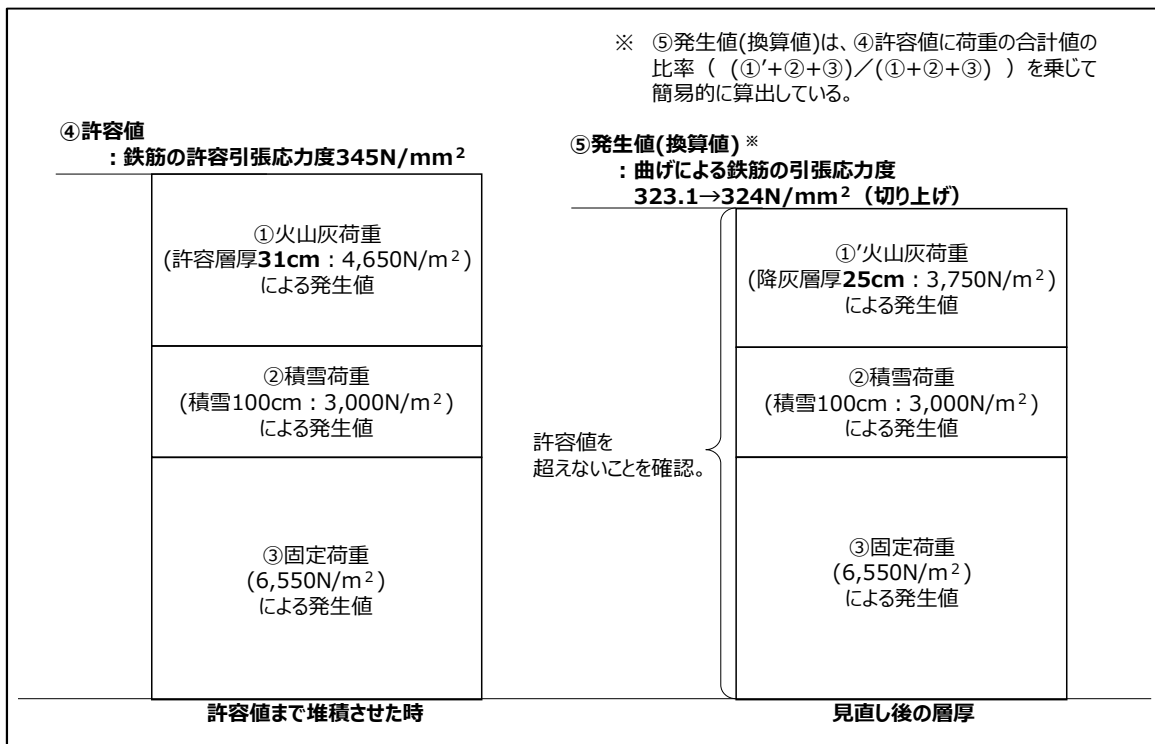 ※　⑤発生値(換算値)は、④許容値に荷重の合計値の
比率（ (①’+②+③)／(①+②+③) ）を乗じて
簡易的に算出している。
④許容値
：鉄筋の許容引張応力度345N/mm²
⑤発生値(換算値) ※
：曲げによる鉄筋の引張応力度
323.1→324N/mm²（切り上げ）
①火山灰荷重
(許容層厚31cm：4,650N/m²)
による発生値
②積雪荷重
(積雪100cm：3,000N/m²)
による発生値
③固定荷重
(6,550N/m²)
による発生値
許容値まで堆積させた時
許容値を
超えないことを確認。
①’火山灰荷重
(降灰層厚25cm：3,750N/m²)
による発生値
②積雪荷重
(積雪100cm：3,000N/m²)
による発生値
③固定荷重
(6,550N/m²)
による発生値
見直し後の層厚